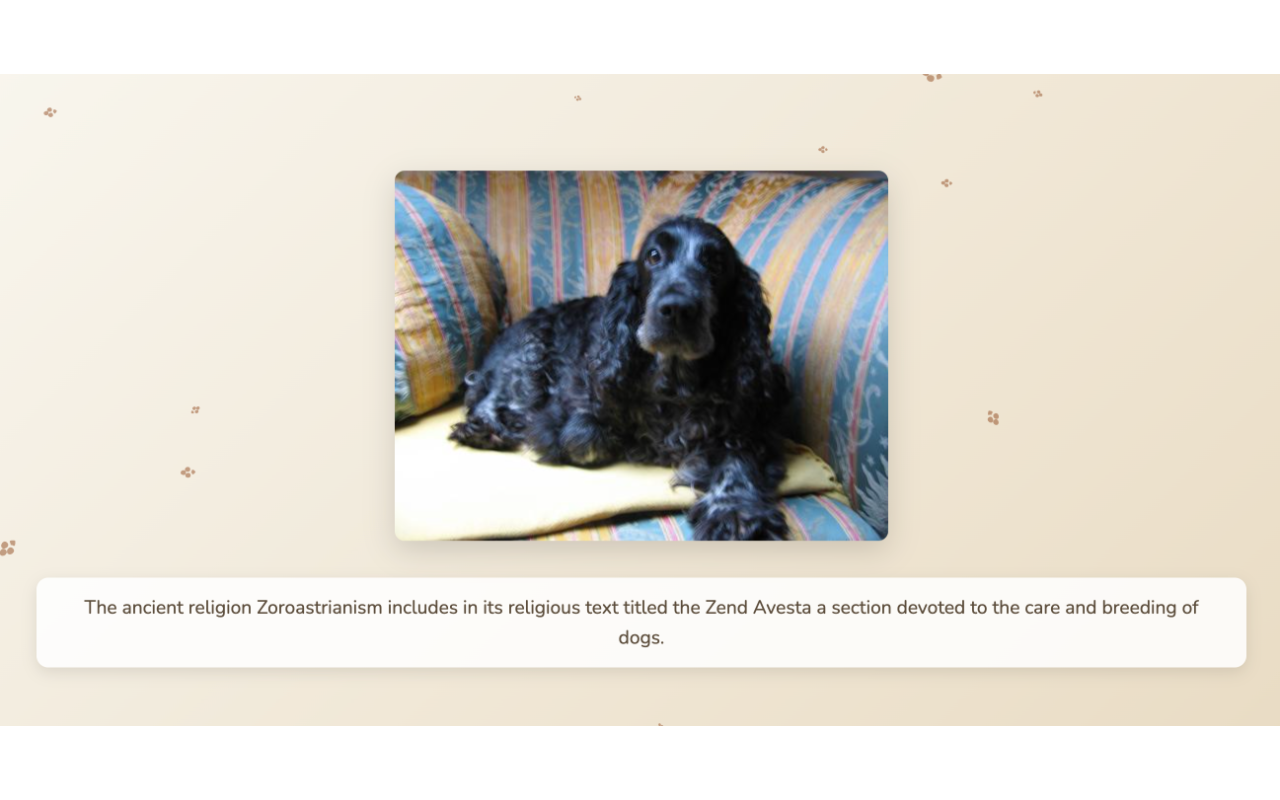 The ancient religion Zoroastrianism includes in its religious text titled the Zend Avesta a section devoted to the care and breeding of
dogs.